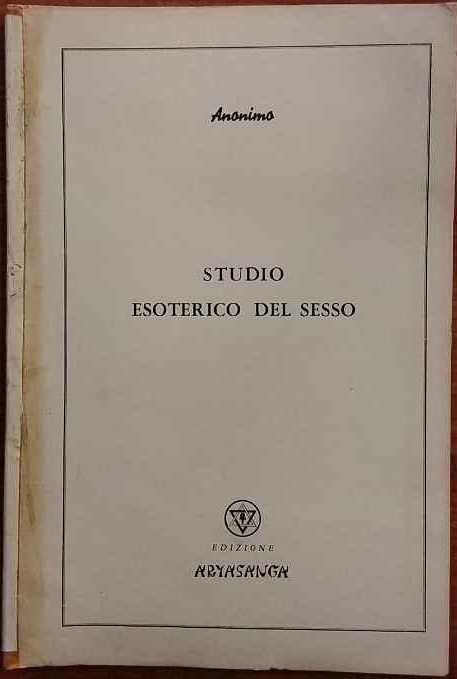 Anonimo
STUDIO
ESOTERICO DEL SESSO
EDIZIONE
ARYASANGA